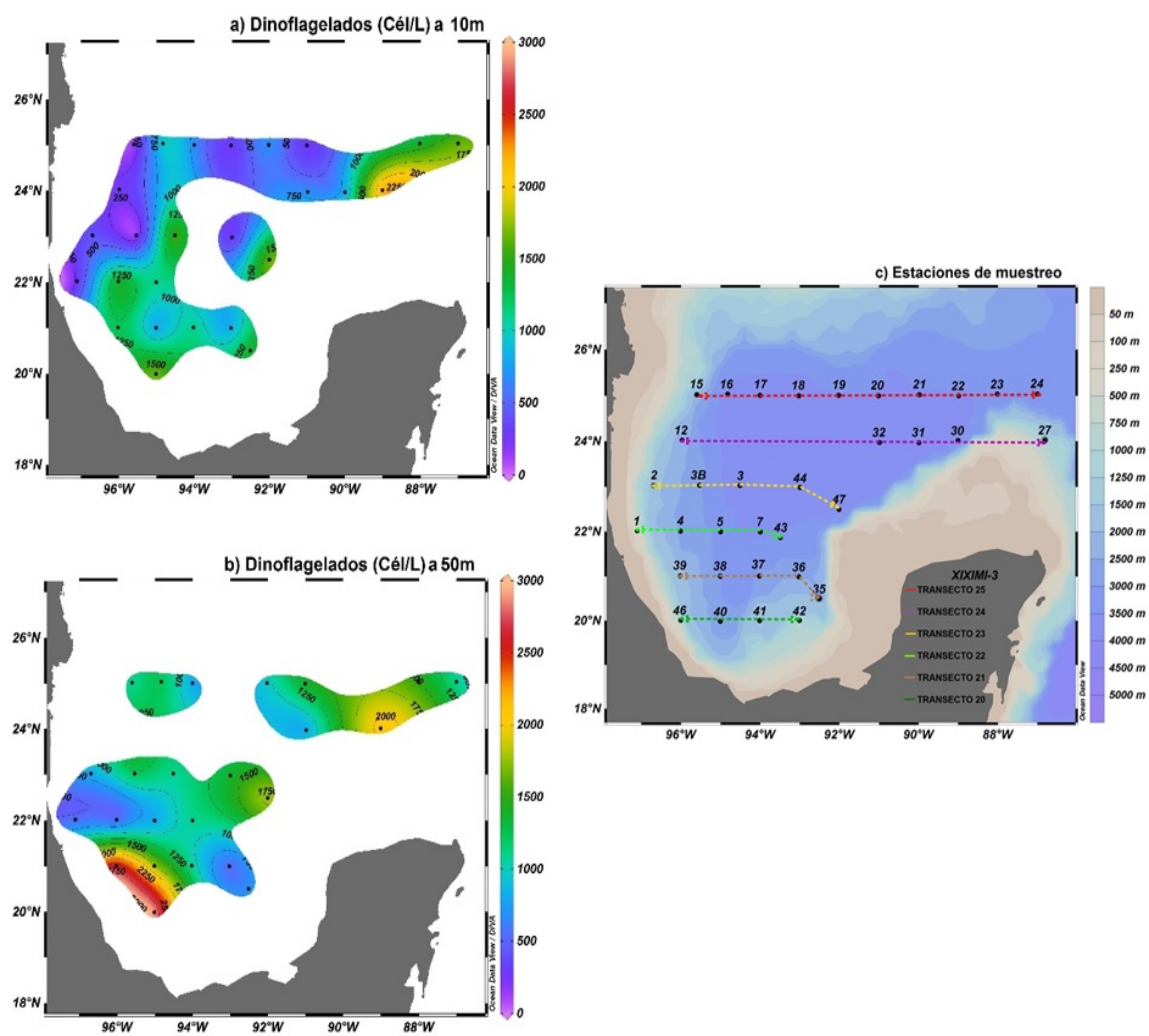 a) Dinoflagelados (Cél/L) a 10m
3000
2500
2000
1500
1000
500
0
26°N
24°N
22°N
20°N
18°N
96°W
94°W
92°W
90°W
88°W
750
1000
250
500
1250
1000
1250
1500
750
1000
2250
Ocean Data View / DIVA
b) Dinoflagelados (Cél/L) a 50m
3000
2500
2000
1500
1000
500
0
26°N
24°N
22°N
20°N
18°N
96°W
94°W
92°W
90°W
88°W
1250
2000
1500
1750
1500
1250
2250
Ocean Data View / DIVA
c) Estaciones de muestreo
26°N
24°N
22°N
20°N
18°N
96°W
94°W
92°W
90°W
88°W
15 16 17 18 19 20 21 22 23 24
12 32 31 30 27
2 3B 3 44 47
1 4 5 7 43
39 38 37 36 35
46 40 41 42
XIXIMI-3
TRANSECTO 25
TRANSECTO 24
TRANSECTO 23
TRANSECTO 22
TRANSECTO 21
TRANSECTO 20
50 m
100 m
250 m
500 m
750 m
1000 m
1250 m
1500 m
2000 m
2500 m
3000 m
3500 m
4000 m
4500 m
5000 m
Ocean Data View